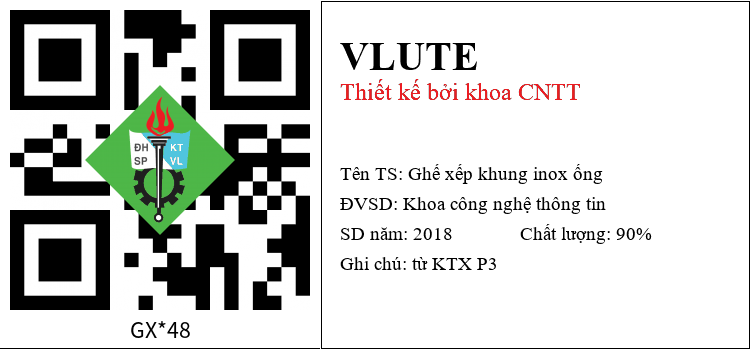 ĐH KT
SP VL
GX*48
VLUTE
Thiết kế bởi khoa CNTT
Tên TS: Ghế xếp khung inox ống
ĐVSD: Khoa công nghệ thông tin
SD năm: 2018 Chất lượng: 90%
Ghi chú: từ KTX P3